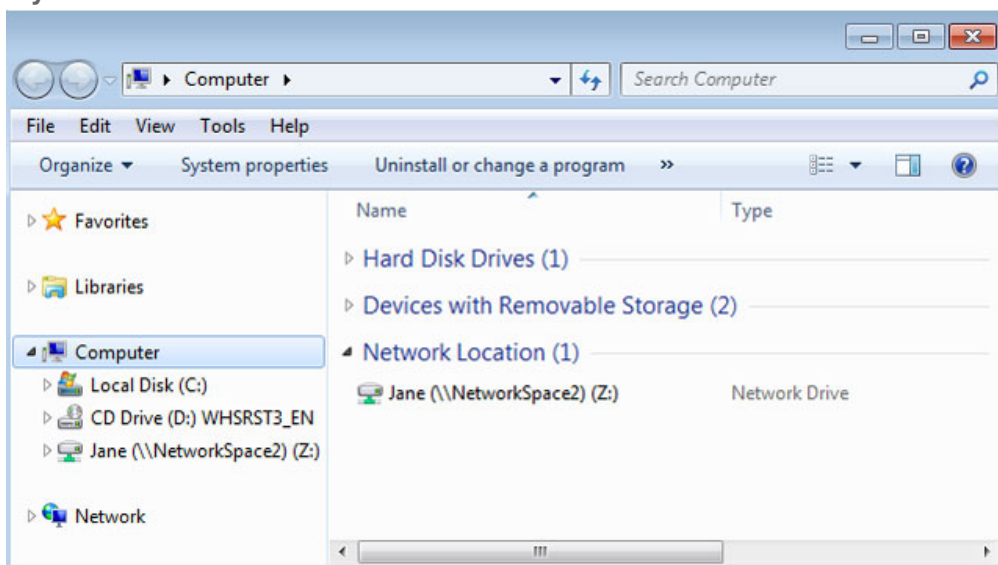 Computer
Search Computer
File Edit View Tools Help
Organize System properties Uninstall or change a program »
Favorites
Libraries
Computer
Local Disk (C:)
CD Drive (D:) WHSRST3_EN
Jane (\\NetworkSpace2) (Z:)
Network
Name Type
Hard Disk Drives (1)
Devices with Removable Storage (2)
Network Location (1)
Jane (\\NetworkSpace2) (Z:) Network Drive